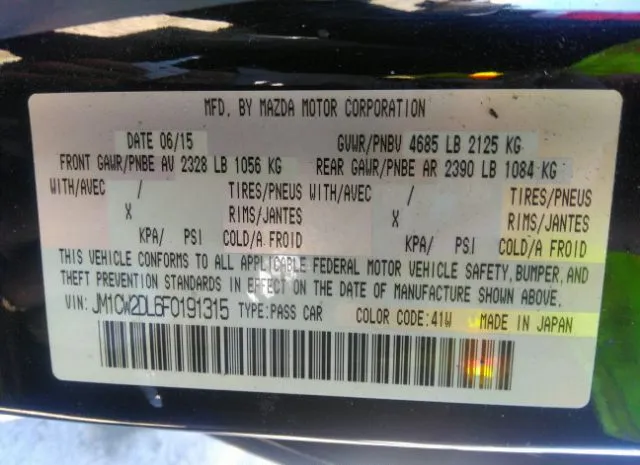 MFD. BY MAZDA MOTOR CORPORATION
DATE 06/15 GVWR/PNBV 4685 LB 2125 KG
FRONT GAWR/PNBE AV 2328 LB 1056 KG REAR GAWR/PNBE AR 2390 LB 1084 KG
WITH/AVEC / TIRES/PNEUS WITH/AVEC / TIRES/PNEUS
X RIMS/JANTES X RIMS/JANTES
KPA/ PSI COLD/A FROID KPA/ PSI COLD/A FROID
THIS VEHICLE CONFORMS TO ALL APPLICABLE FEDERAL MOTOR VEHICLE SAFETY, BUMPER, AND
THEFT PREVENTION STANDARDS IN EFFECT ON THE DATE OF MANUFACTURE SHOWN ABOVE.
VIN: JM1CW2DL6F0191315 TYPE:PASS CAR COLOR CODE:41W MADE IN JAPAN